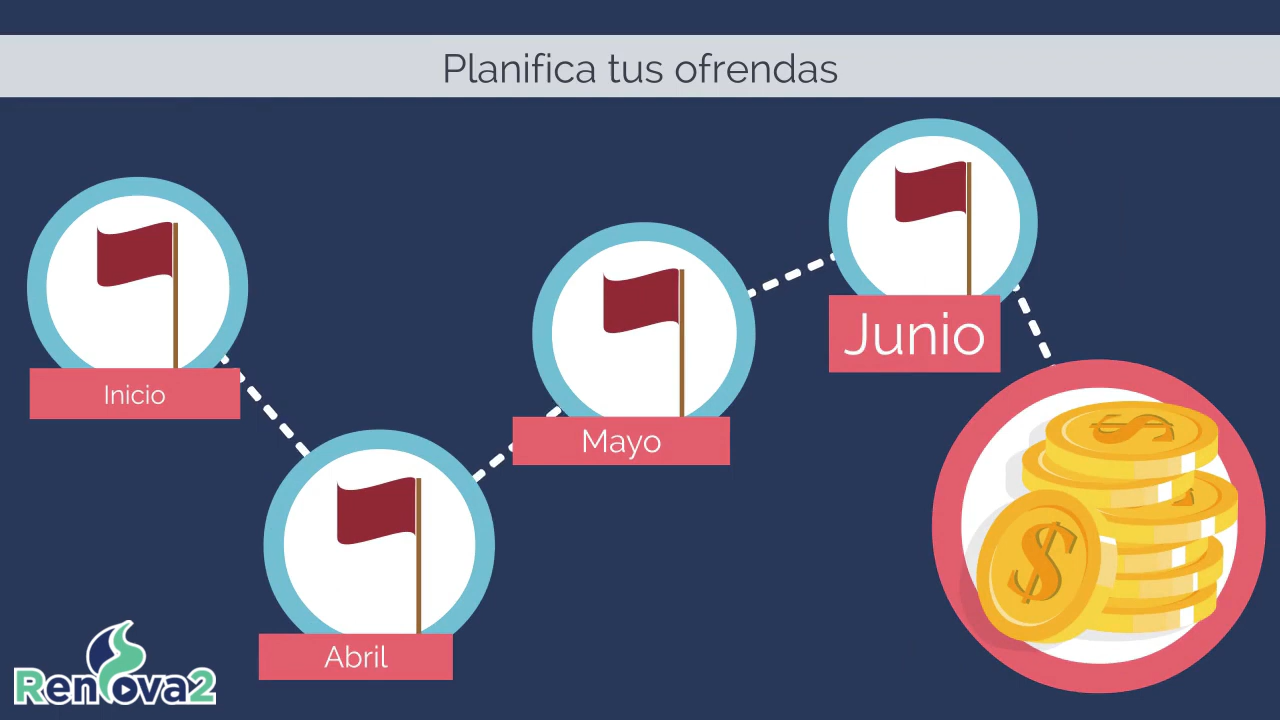 Planifica tus ofrendas
Inicio
Abril
Mayo
Junio
Renova2